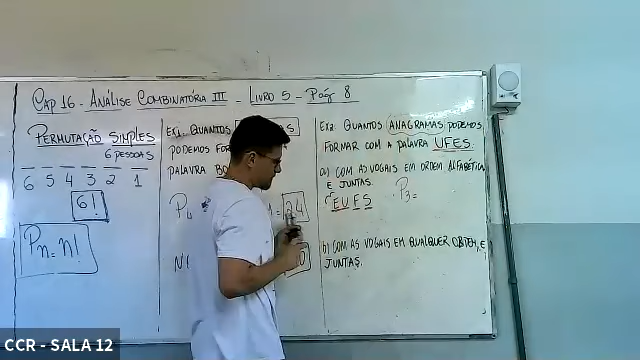 CAP 16 - ANÁLISE COMBINATÓRIA III - LIVRO 5 - PÁG 8
PERMUTAÇÃO SIMPLES
6 PESSOAS
6 5 4 3 2 1
6!
Pn = n!
EX1. QUANTOS
PODEMOS
PALAVRA
P4
= 24
EX2. QUANTOS ANAGRAMAS PODEMOS
FORMAR COM A PALAVRA UFES.
a) COM AS VOGAIS EM ORDEM ALFABÉTICA
E JUNTAS.
EUFS
P3=
b) COM AS VOGAIS EM QUALQUER ORDEM, E
JUNTAS.
CCR - SALA 12